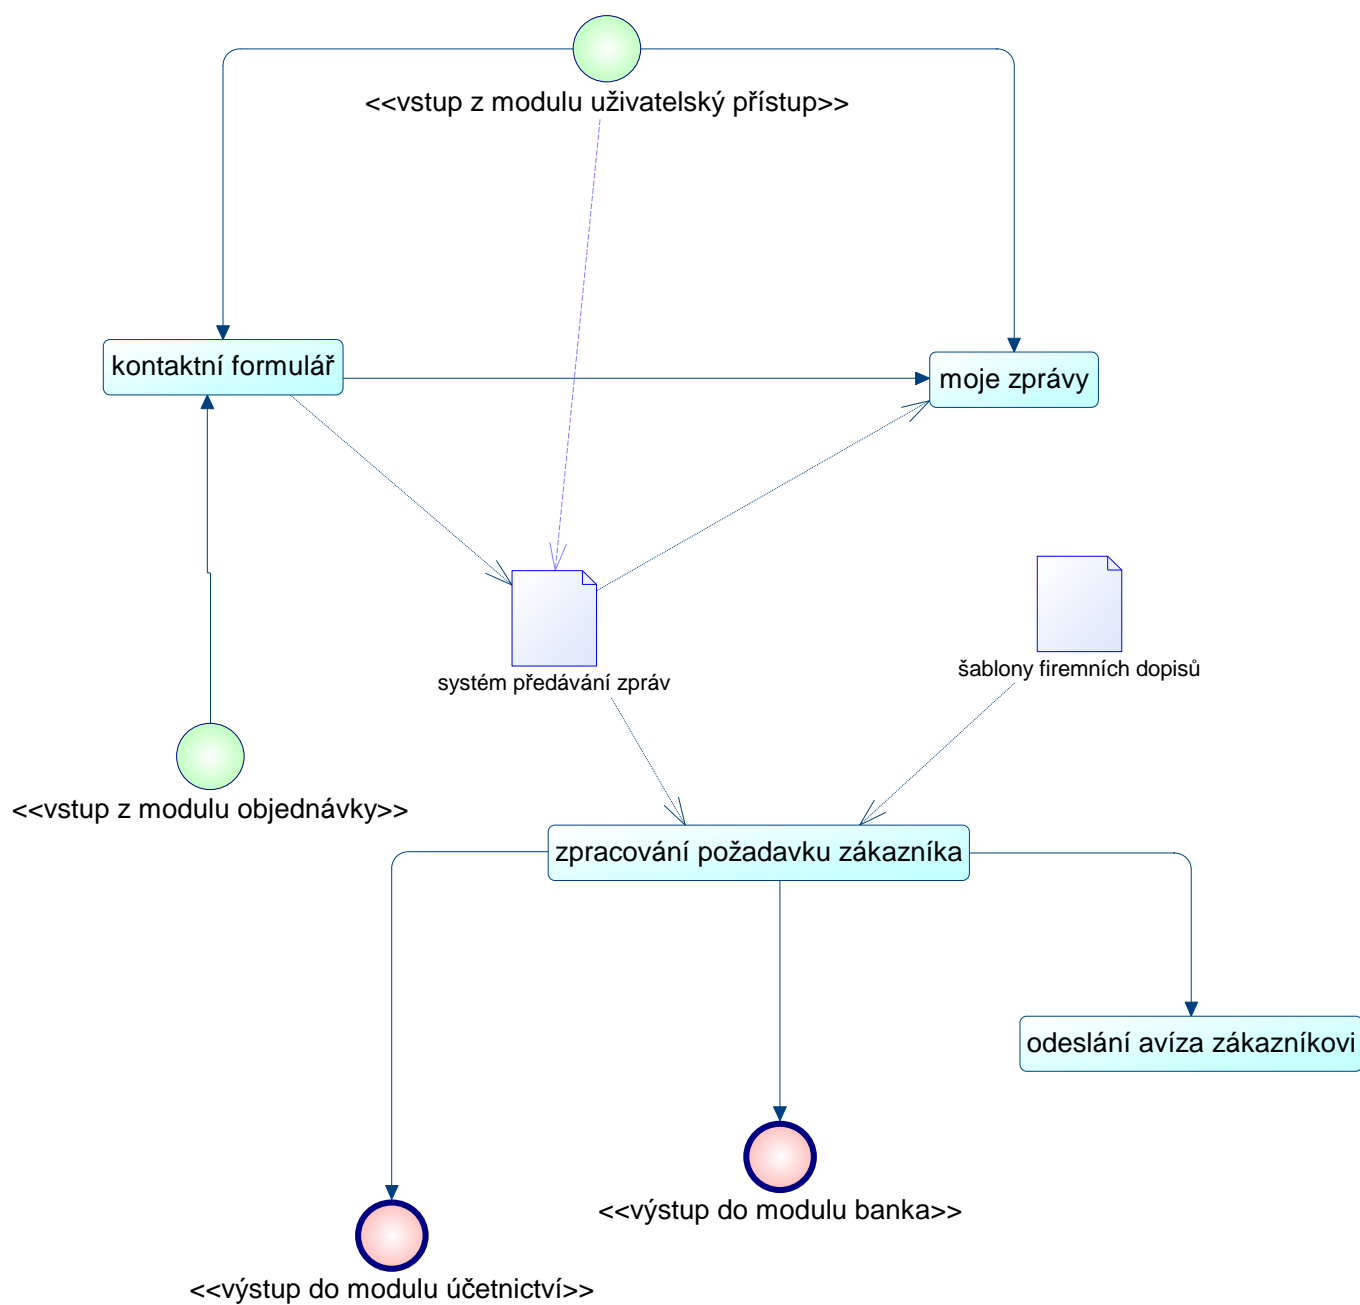 <<vstup z modulu uživatelský přístup>>
kontaktní formulář
moje zprávy
systém předávání zpráv
šablony firemních dopisů
<<vstup z modulu objednávky>>
zpracování požadavku zákazníka
odeslání avíza zákazníkovi
<<výstup do modulu banka>>
<<výstup do modulu účetnictví>>